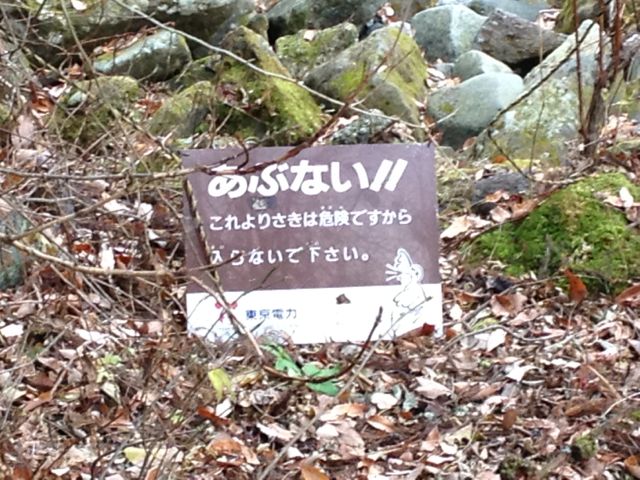 あぶない!!
これよりさきは危険ですから
入らないで下さい。
東京電力